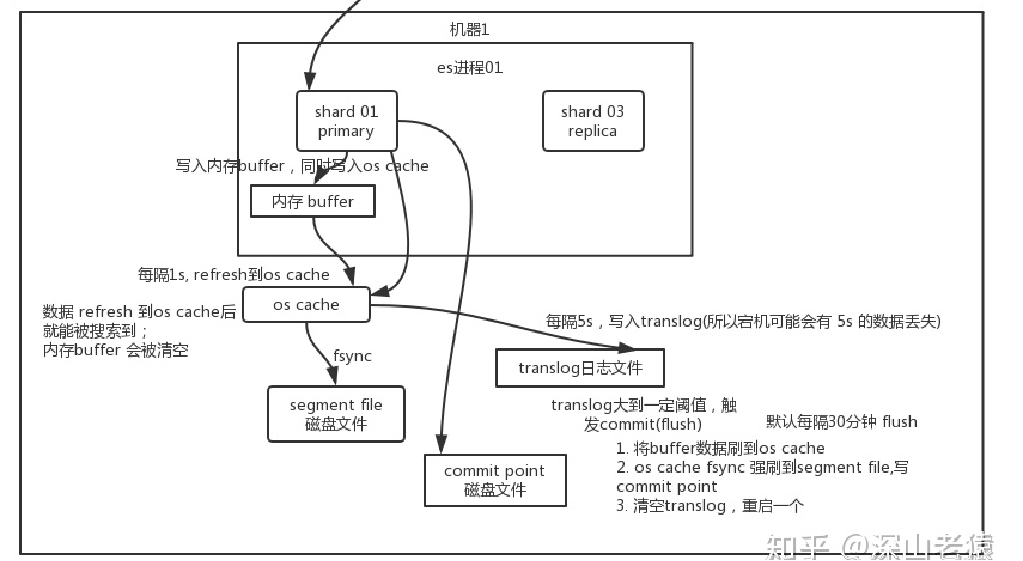 机器1
es进程01
shard 01
primary
shard 03
replica
写入内存buffer，同时写入os cache
内存 buffer
每隔1s, refresh到os cache
os cache
数据 refresh 到os cache后
就能被搜索到；
内存buffer 会被清空
每隔5s，写入translog(所以宕机可能会有 5s 的数据丢失)
fsync
translog日志文件
segment file
磁盘文件
translog大到一定阈值，触
发commit(flush)
默认每隔30分钟 flush
commit point
磁盘文件
1. 将buffer数据刷到os cache
2. os cache fsync 强刷到segment file,写
commit point
3. 清空translog，重启一个
知乎 @深山老猿